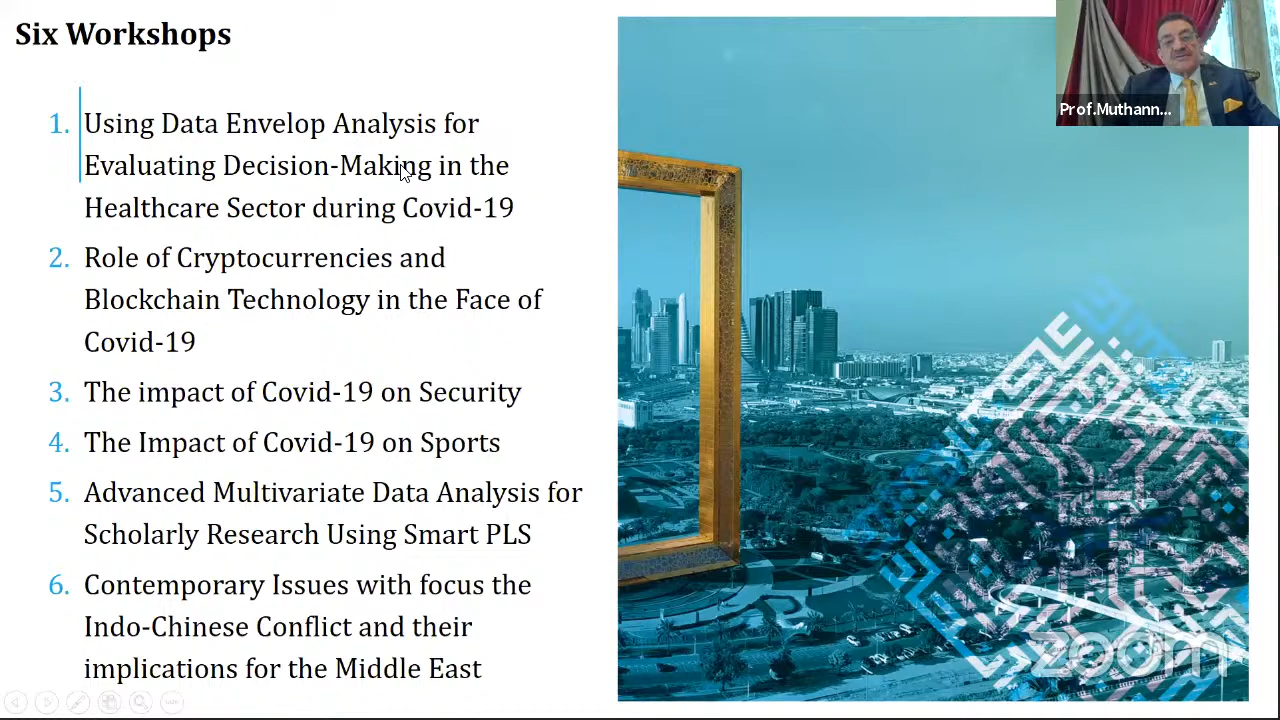 Six Workshops
Prof.Muthann...
1. Using Data Envelop Analysis for
Evaluating Decision-Making in the
Healthcare Sector during Covid-19
2. Role of Cryptocurrencies and
Blockchain Technology in the Face of
Covid-19
3. The impact of Covid-19 on Security
4. The Impact of Covid-19 on Sports
5. Advanced Multivariate Data Analysis for
Scholarly Research Using Smart PLS
6. Contemporary Issues with focus the
Indo-Chinese Conflict and their
implications for the Middle East
zoom